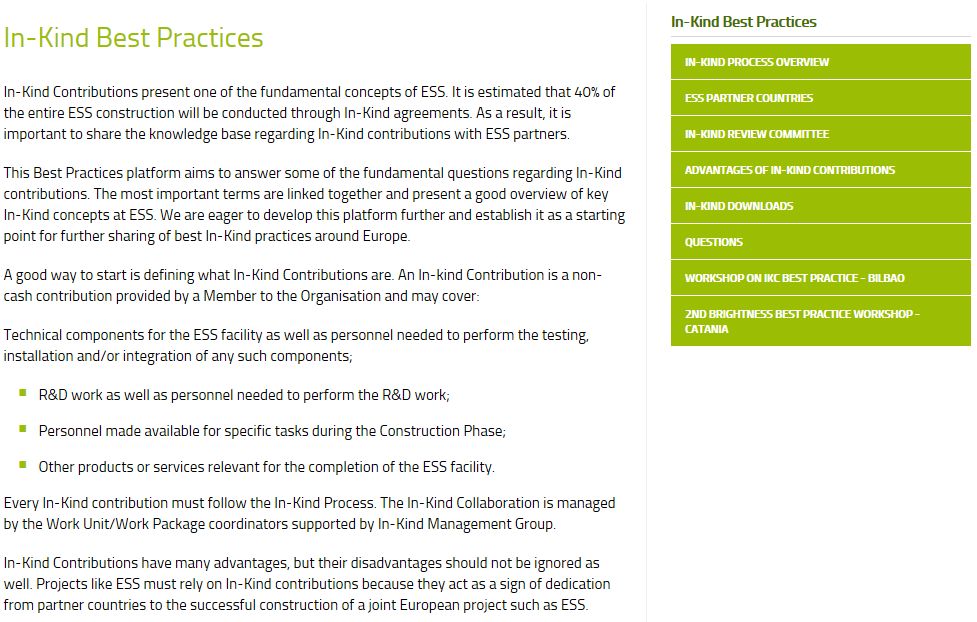 In-Kind Best Practices
In-Kind Contributions present one of the fundamental concepts of ESS. It is estimated that 40% of
the entire ESS construction will be conducted through In-Kind agreements. As a result, it is
important to share the knowledge base regarding In-Kind contributions with ESS partners.
This Best Practices platform aims to answer some of the fundamental questions regarding In-Kind
contributions. The most important terms are linked together and present a good overview of key
In-Kind concepts at ESS. We are eager to develop this platform further and establish it as a starting
point for further sharing of best In-Kind practices around Europe.
A good way to start is defining what In-Kind Contributions are. An In-kind Contribution is a non-
cash contribution provided by a Member to the Organisation and may cover:
Technical components for the ESS facility as well as personnel needed to perform the testing,
installation and/or integration of any such components;
R&D work as well as personnel needed to perform the R&D work;
Personnel made available for specific tasks during the Construction Phase;
Other products or services relevant for the completion of the ESS facility.
Every In-Kind contribution must follow the In-Kind Process. The In-Kind Collaboration is managed
by the Work Unit/Work Package coordinators supported by In-Kind Management Group.
In-Kind Contributions have many advantages, but their disadvantages should not be ignored as
well. Projects like ESS must rely on In-Kind contributions because they act as a sign of dedication
from partner countries to the successful construction of a joint European project such as ESS.
In-Kind Best Practices
IN-KIND PROCESS OVERVIEW
ESS PARTNER COUNTRIES
IN-KIND REVIEW COMMITTEE
ADVANTAGES OF IN-KIND CONTRIBUTIONS
IN-KIND DOWNLOADS
QUESTIONS
WORKSHOP ON IKC BEST PRACTICE - BILBAO
2ND BRIGHTNESS BEST PRACTICE WORKSHOP -
CATANIA